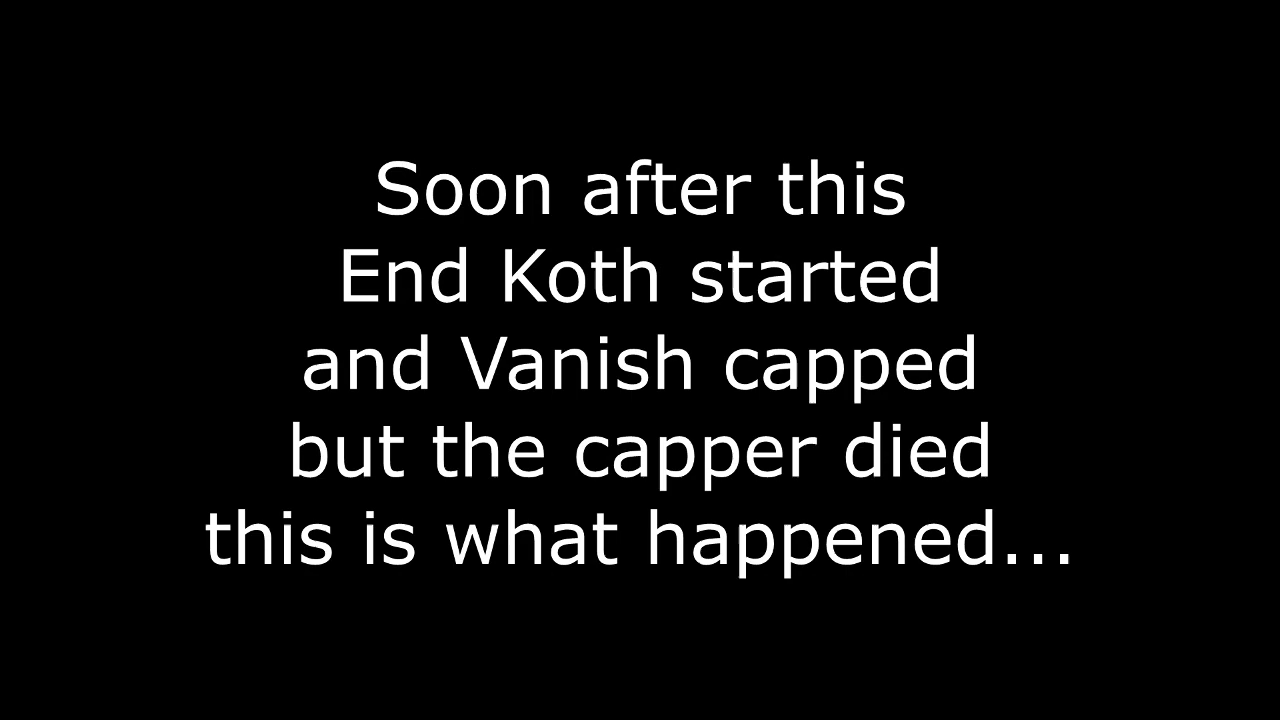 Soon after this
End Koth started
and Vanish capped
but the capper died
this is what happened...